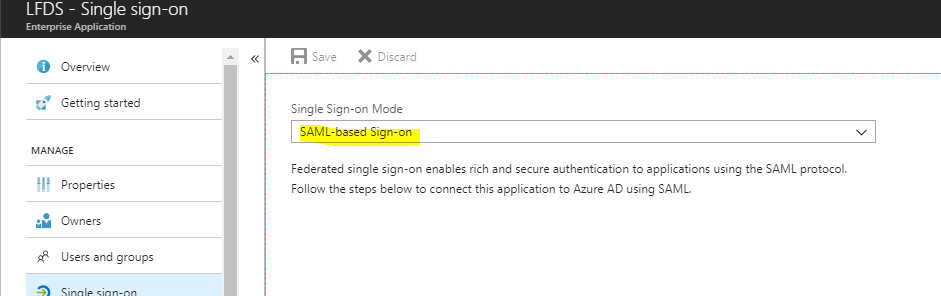 LFDS - Single sign-on
Enterprise Application
Overview
Getting started
MANAGE
Properties
Owners
Users and groups
Single sign-on
«
Save Discard
Single Sign-on Mode
SAML-based Sign-on
Federated single sign-on enables rich and secure authentication to applications using the SAML protocol.
Follow the steps below to connect this application to Azure AD using SAML.